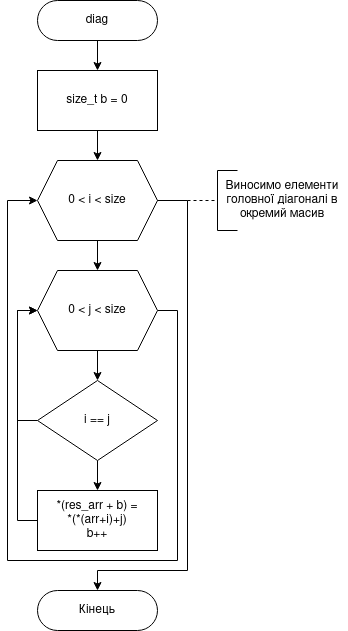 diag
size_t b = 0
0 < i < size
Виносимо елементи
головної діагоналі в
окремий масив
0 < j < size
i == j
*(res_arr + b) =
*(*(arr+i)+j)
b++
Кінець